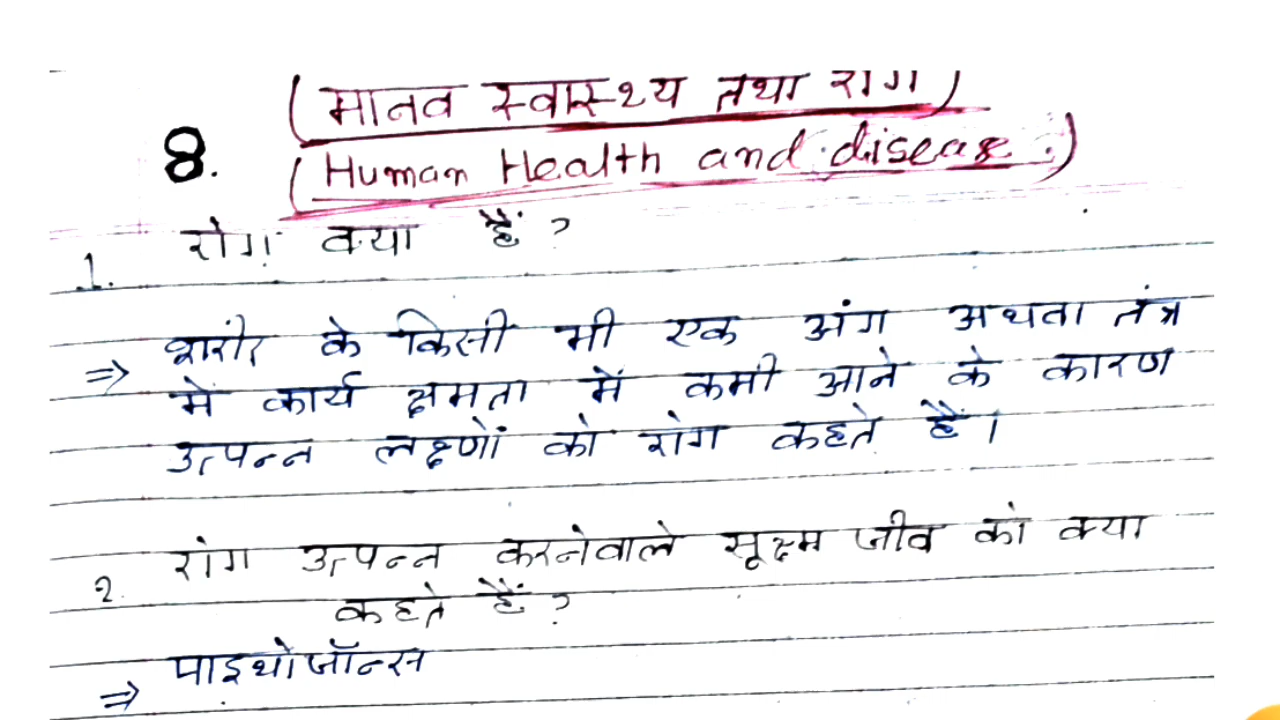 (मानव स्वास्थ्य तथा रोग)
8. (Human Health and disease:)
1. रोग क्या हैं ?
⇒ शरीर के किसी भी एक अंग अथवा तंत्र
में कार्य क्षमता में कमी आने के कारण
उत्पन्न लक्ष्णों को रोग कहते हैं।
2. रोग उत्पन्न करनेवाले सूक्ष्म जीव को क्या
कहते हैं ?
⇒ पाइथोजॉन्स